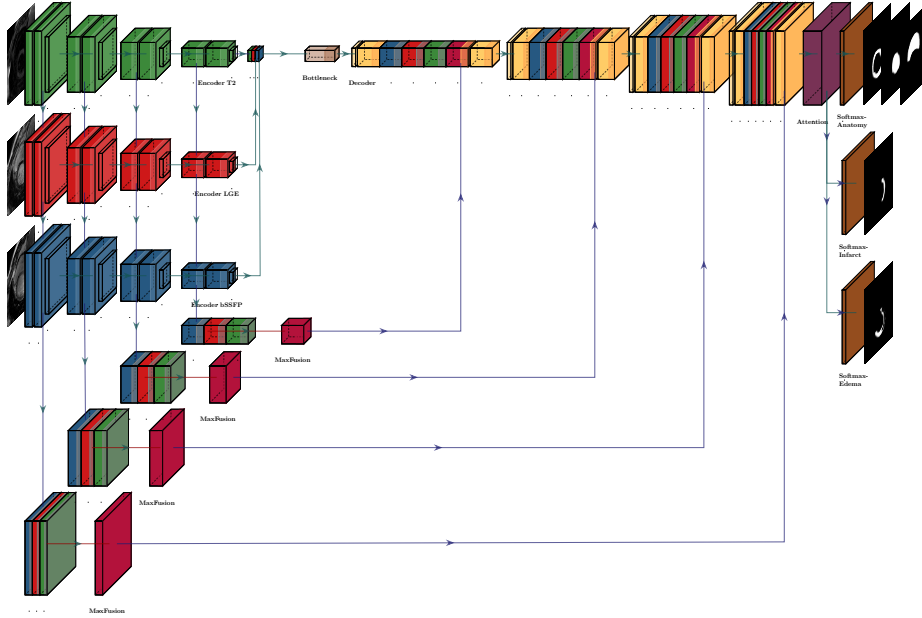 Encoder T2
Bottleneck
Decoder
Attention
Softmax-
Anatomy
Encoder LGE
Softmax-
Infarct
Encoder bSSFP
MaxFusion
Softmax-
Edema
MaxFusion
MaxFusion
MaxFusion